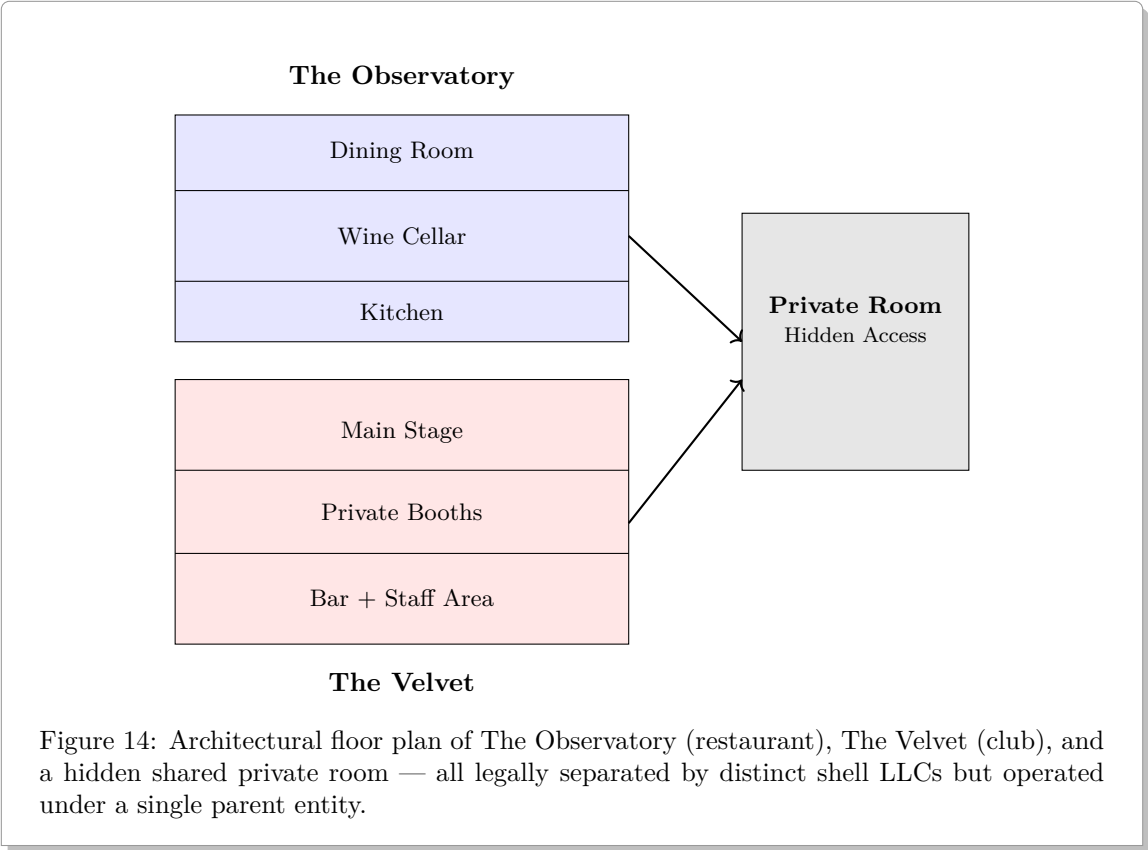 The Observatory
Dining Room
Wine Cellar
Kitchen
Private Room
Hidden Access
Main Stage
Private Booths
Bar + Staff Area
The Velvet
Figure 14: Architectural floor plan of The Observatory (restaurant), The Velvet (club), and
a hidden shared private room — all legally separated by distinct shell LLCs but operated
under a single parent entity.